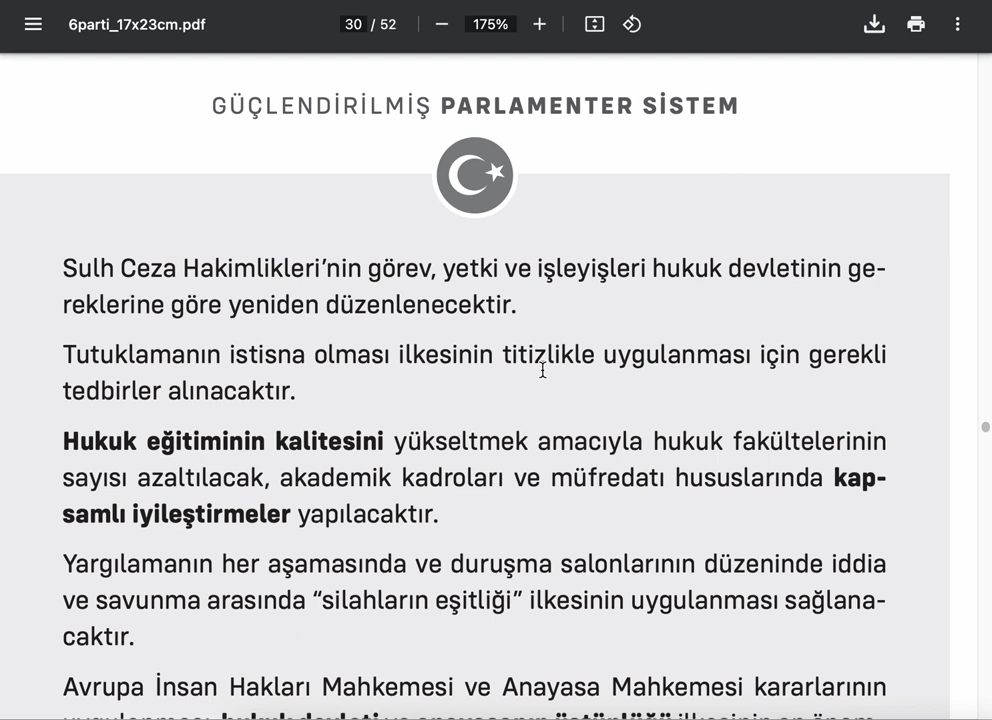 6parti_17x23cm.pdf 30 / 52 175%
GÜÇLENDİRİLMİŞ PARLAMENTER SİSTEM
Sulh Ceza Hakimlikleri’nin görev, yetki ve işleyişleri hukuk devletinin ge-
reklerine göre yeniden düzenlenecektir.
Tutuklamanın istisna olması ilkesinin titizlikle uygulanması için gerekli
tedbirler alınacaktır.
Hukuk eğitiminin kalitesini yükseltmek amacıyla hukuk fakültelerinin
sayısı azaltılacak, akademik kadroları ve müfredatı hususlarında kap-
samlı iyileştirmeler yapılacaktır.
Yargılamanın her aşamasında ve duruşma salonlarının düzeninde iddia
ve savunma arasında “silahların eşitliği” ilkesinin uygulanması sağlana-
caktır.
Avrupa İnsan Hakları Mahkemesi ve Anayasa Mahkemesi kararlarının